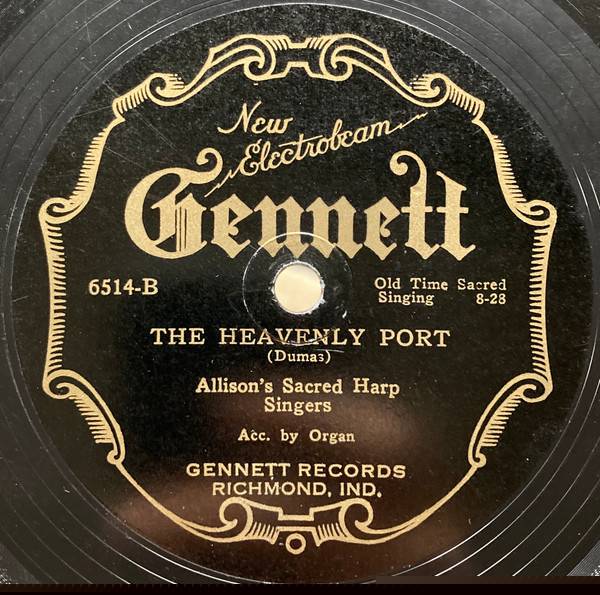 New
Electrobeam
Gennett
6514-B
Old Time Sacred
Singing 8-28
THE HEAVENLY PORT
(Dumas)
Allison's Sacred Harp
Singers
Acc. by Organ
GENNETT RECORDS
RICHMOND, IND.